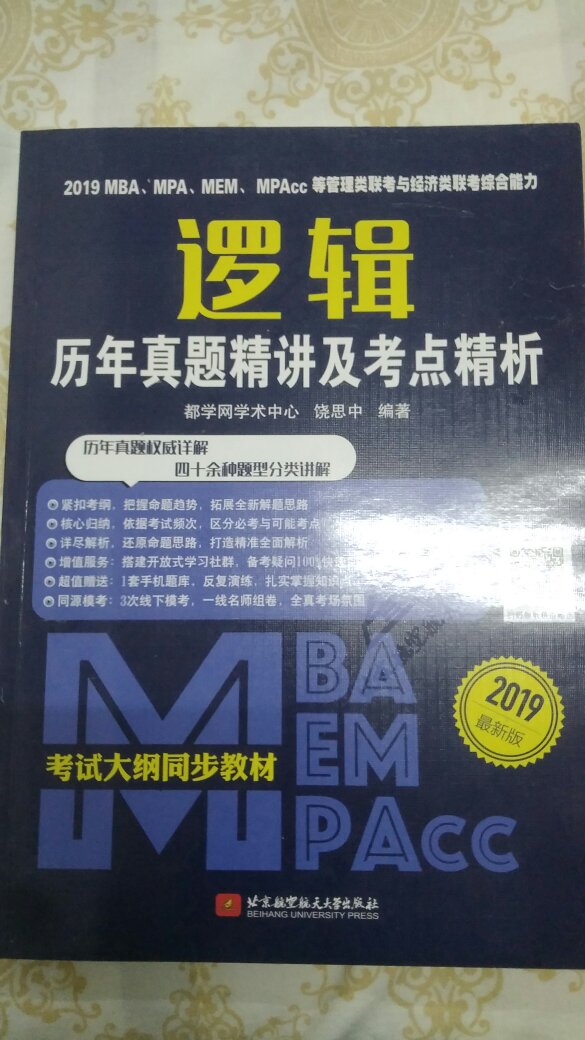 2019 MBA、MPA、MEM、MPAcc 等管理类联考与经济类联考综合能力
逻辑
历年真题精讲及考点精析
都学网学术中心 饶思中 编著
历年真题权威详解
四十余种题型分类讲解
紧扣考纲，把握命题趋势，拓展全新解题思路
核心归纳，依据考试频次，区分必考与可能考点
详尽解析，还原命题思路，打造精准全面解析
增值服务：搭建开放式学习社群，备考疑问100%快速
超值赠送：1套手机题库，反复演练，扎实掌握知识点
同源模考：3次线下模考，一线名师组卷，全真考场氛围
MBA
EM
PAcc
考试大纲同步教材
2019
最新版
北京航空航天大学出版社
BEIHANG UNIVERSITY PRESS